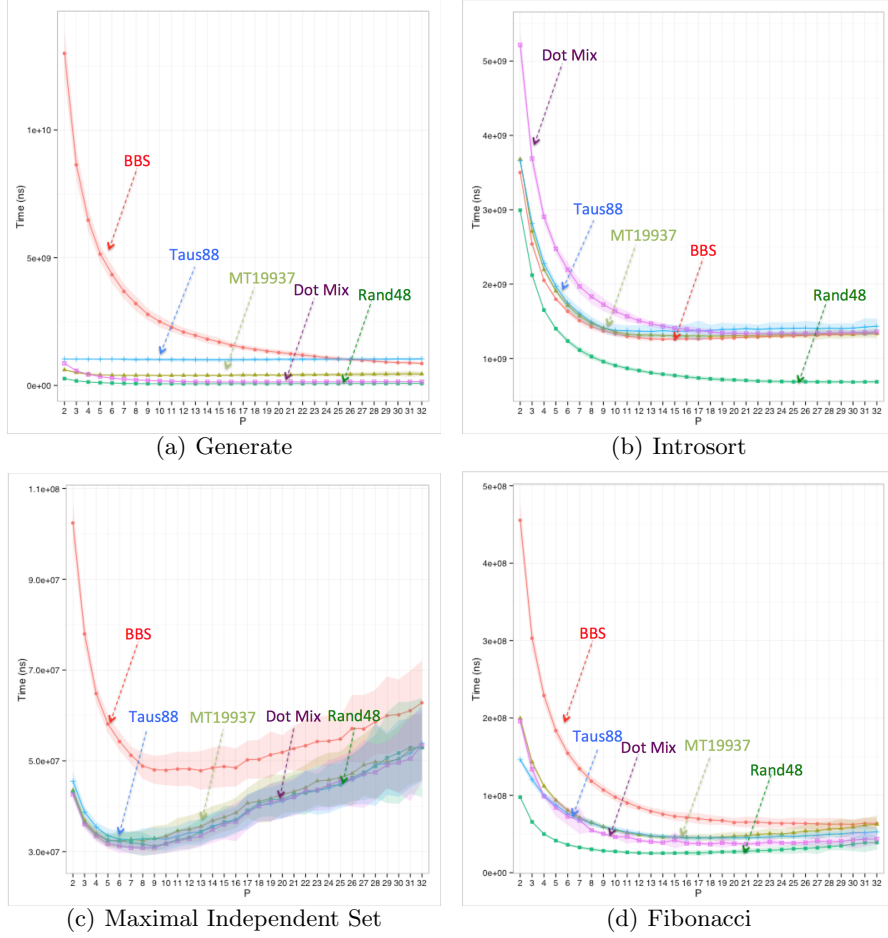 Time (ns)
1e+10
5e+09
0e+00
BBS
Taus88
MT19937
Dot Mix
Rand48
2 3 4 5 6 7 8 9 10 11 12 13 14 15 16 17 18 19 20 21 22 23 24 25 26 27 28 29 30 31 32
P
(a) Generate
Time (ns)
5e+09
4e+09
3e+09
2e+09
1e+09
Dot Mix
Taus88
MT19937
BBS
Rand48
2 3 4 5 6 7 8 9 10 11 12 13 14 15 16 17 18 19 20 21 22 23 24 25 26 27 28 29 30 31 32
P
(b) Introsort
Time (ns)
1.1e+08
9.0e+07
7.0e+07
5.0e+07
3.0e+07
BBS
Taus88
MT19937
Dot Mix
Rand48
2 3 4 5 6 7 8 9 10 11 12 13 14 15 16 17 18 19 20 21 22 23 24 25 26 27 28 29 30 31 32
P
(c) Maximal Independent Set
Time (ns)
5e+08
4e+08
3e+08
2e+08
1e+08
0e+00
BBS
Taus88
Dot Mix
MT19937
Rand48
2 3 4 5 6 7 8 9 10 11 12 13 14 15 16 17 18 19 20 21 22 23 24 25 26 27 28 29 30 31 32
P
(d) Fibonacci